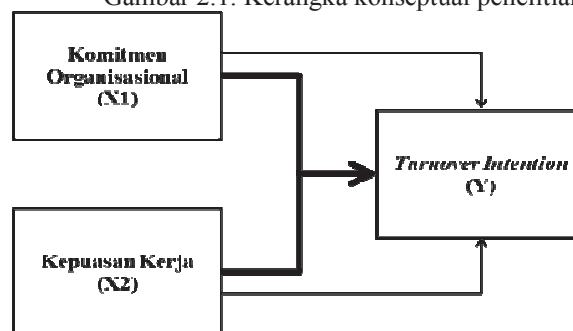 Gambar 2.1. Kerangka konseptual penelitian
Komitmen
Organisasional
(X1)
Turnover Intention
(Y)
Kepuasan Kerja
(X2)